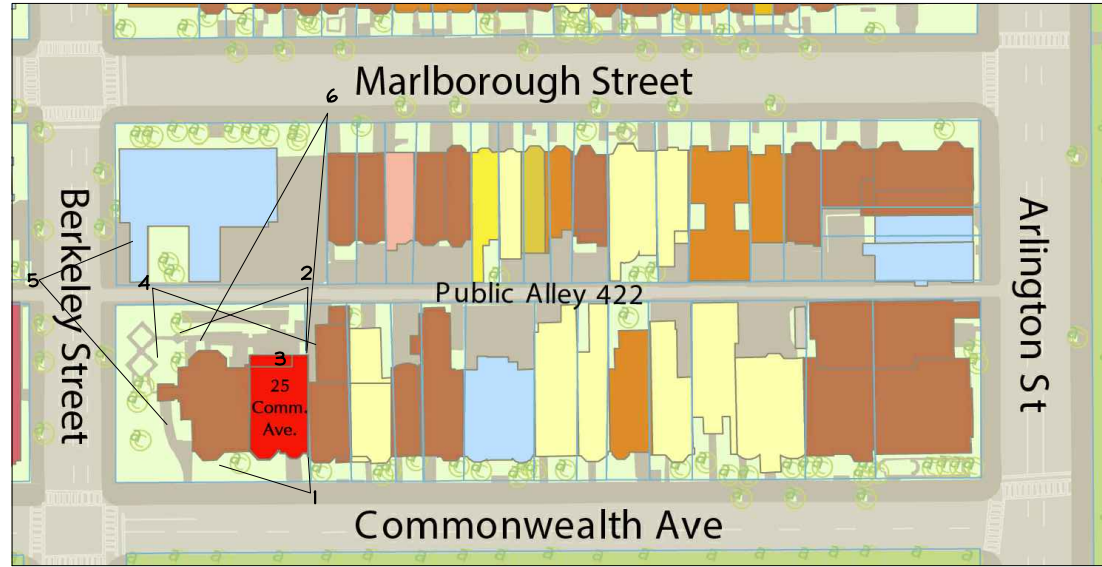 6
Marlborough Street
Berkeley Street
Arlington St
5
4
2
Public Alley 422
3
25
Comm.
Ave.
1
Commonwealth Ave